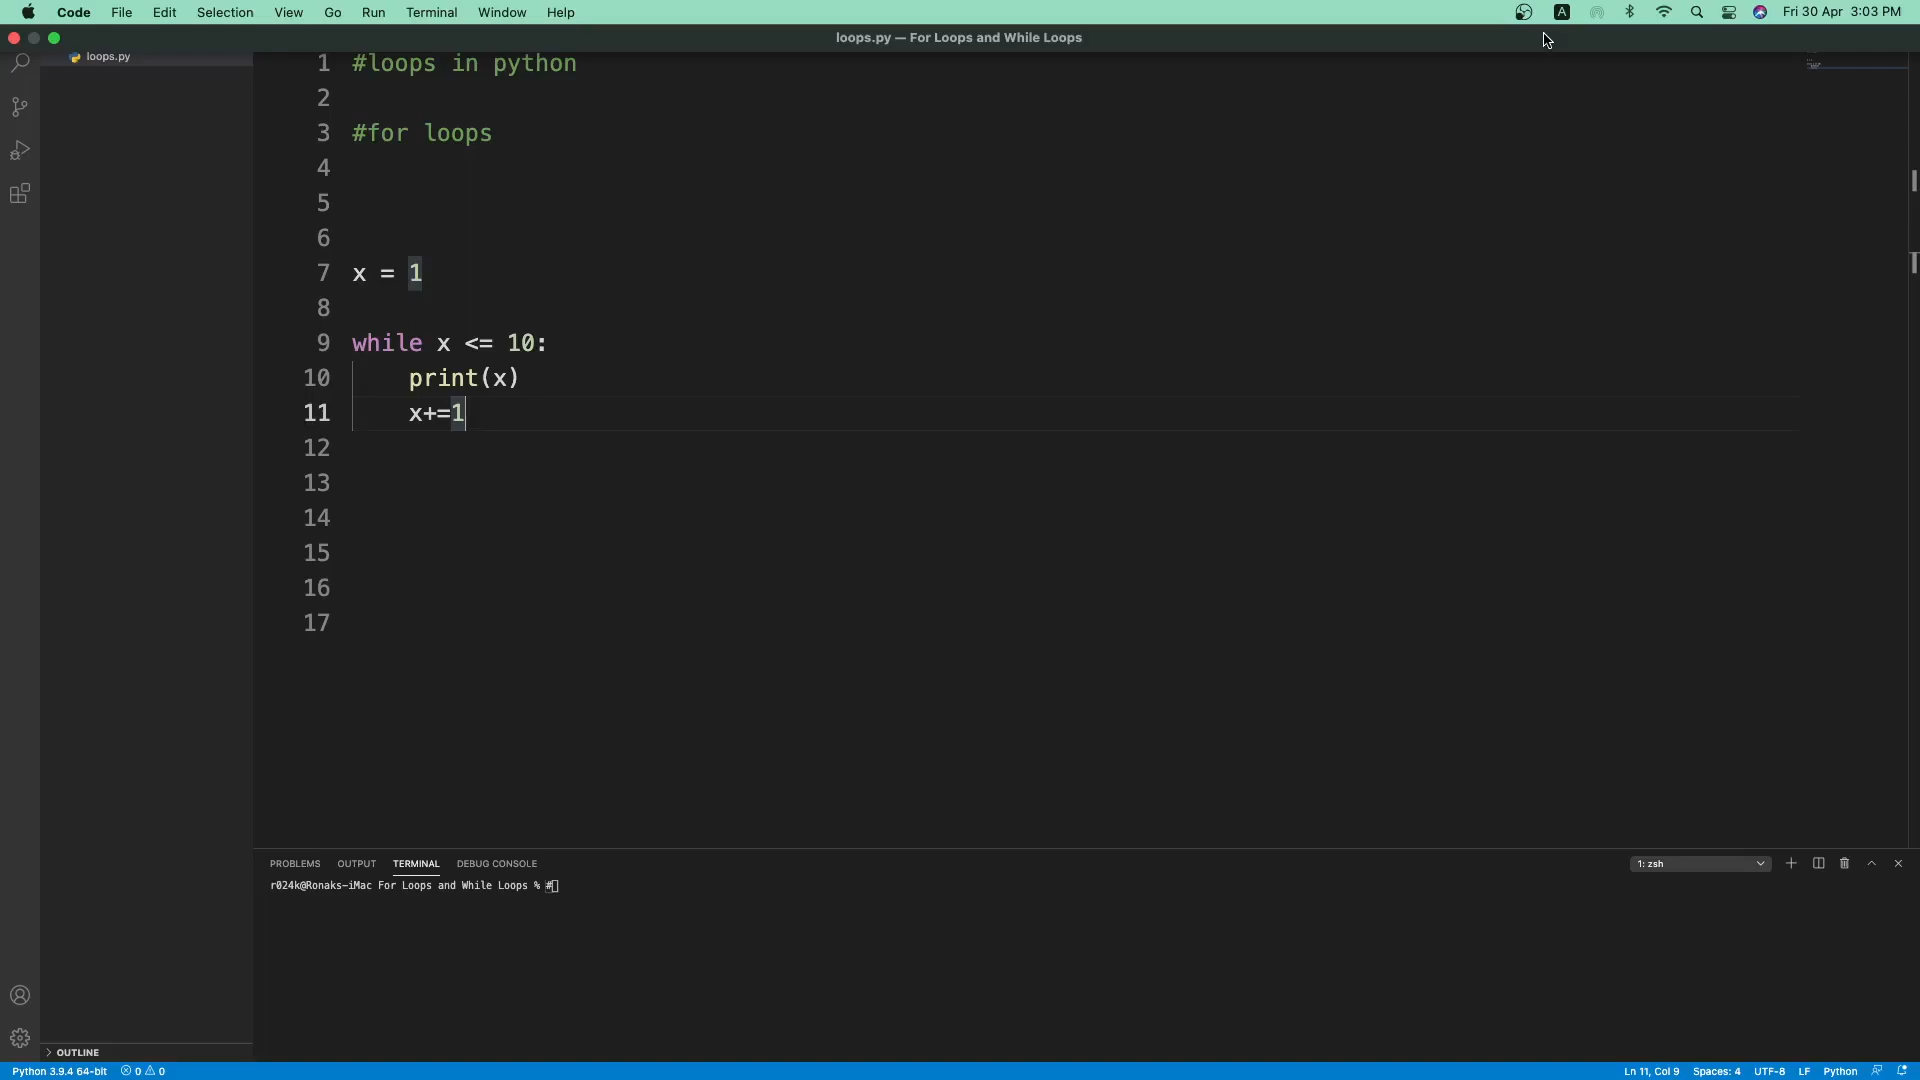 Code File Edit Selection View Go Run Terminal Window Help A Fri 30 Apr 3:03 PM
loops.py — For Loops and While Loops
loops.py
1 #loops in python
2
3 #for loops
4
5
6
7 x = 1
8
9 while x <= 10:
10 print(x)
11 x+=1
12
13
14
15
16
17
PROBLEMS OUTPUT TERMINAL DEBUG CONSOLE 1: zsh
r024k@Ronaks-iMac For Loops and While Loops % #
OUTLINE
Python 3.9.4 64-bit 0 0 Ln 11, Col 9 Spaces: 4 UTF-8 LF Python